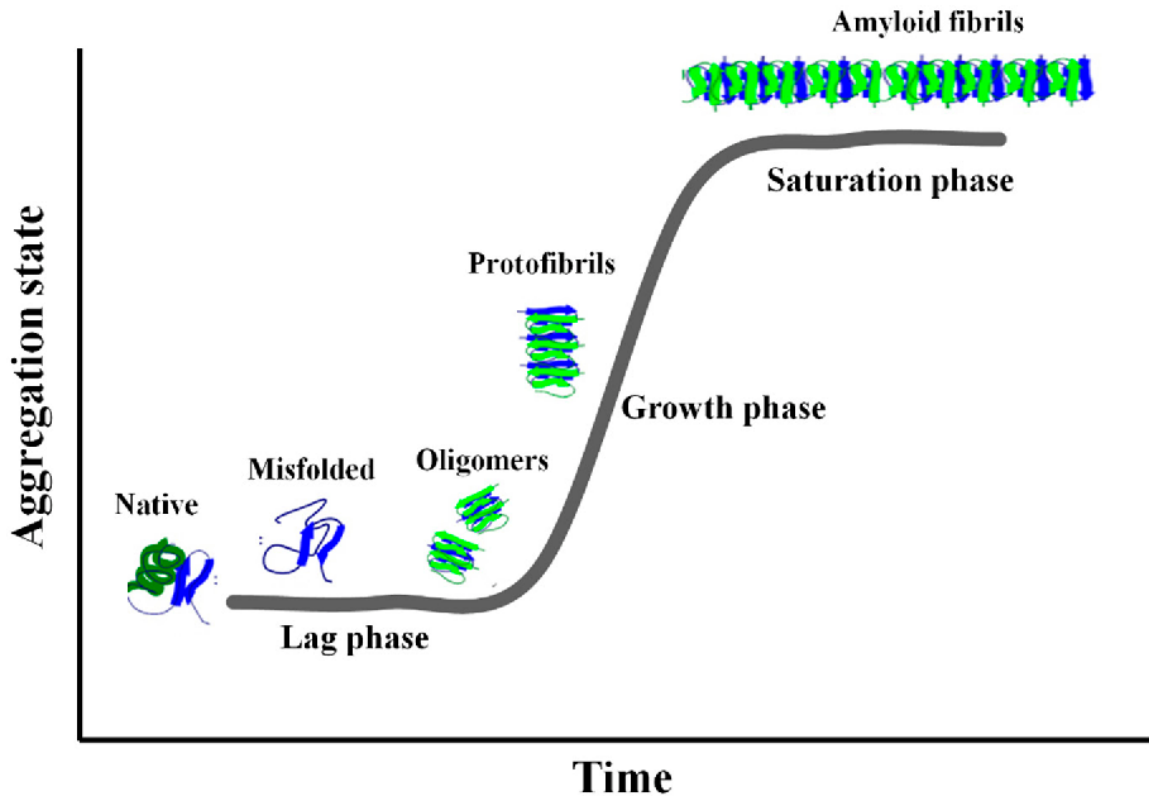 Amyloid fibrils
Saturation phase
Protofibrils
Growth phase
Oligomers
Misfolded
Native
Lag phase
Aggregation state
Time